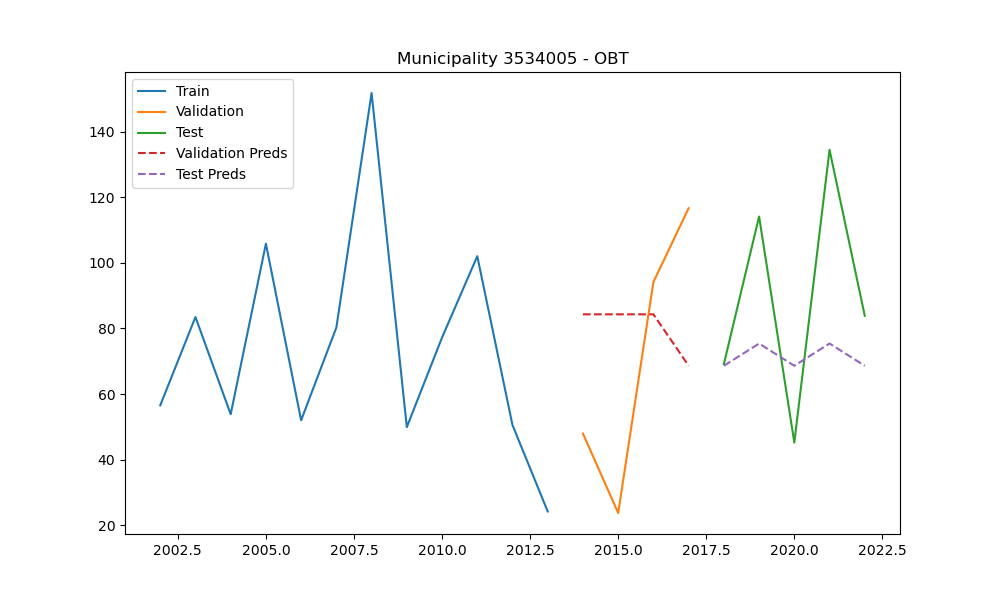 Municipality 3534005 - OBT
Train
Validation
Test
Validation Preds
Test Preds
140
120
100
80
60
40
20
2002.5 2005.0 2007.5 2010.0 2012.5 2015.0 2017.5 2020.0 2022.5